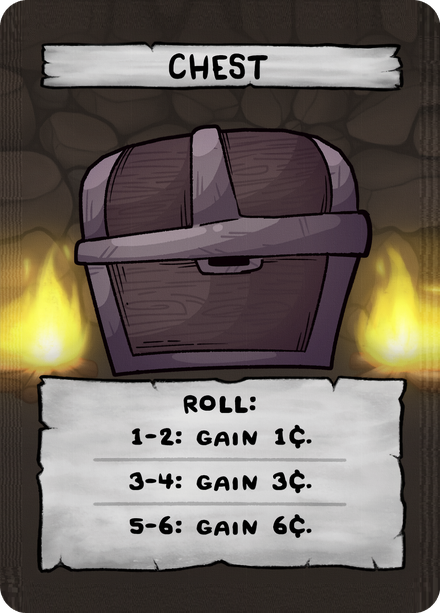 CHEST
ROLL:
1-2: GAIN 1¢.
3-4: GAIN 3¢.
5-6: GAIN 6¢.